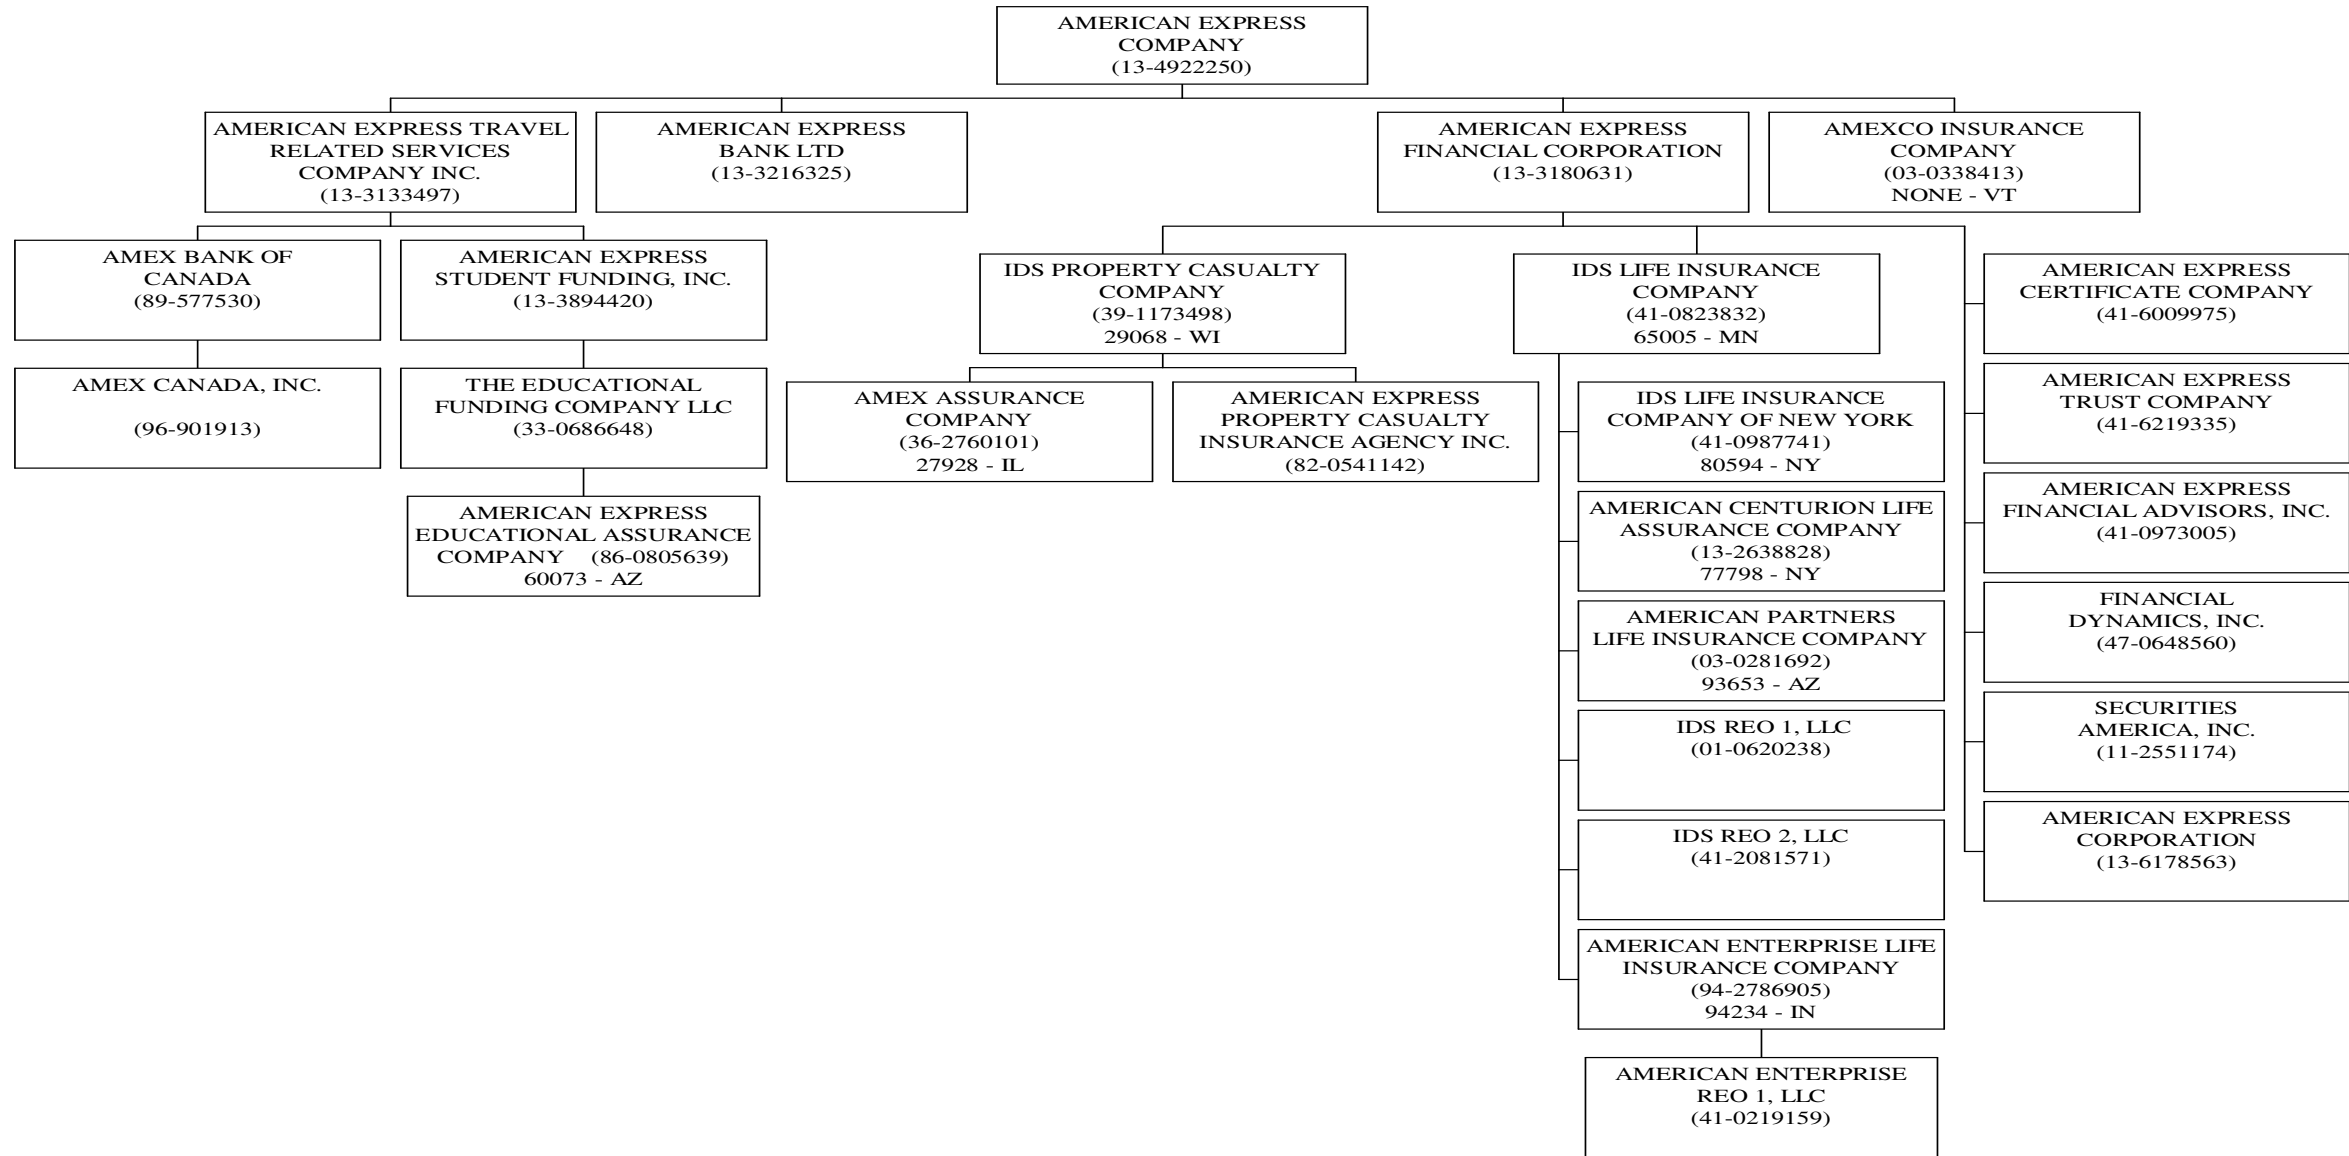 AMERICAN EXPRESS
COMPANY
(13-4922250)
AMERICAN EXPRESS TRAVEL
RELATED SERVICES
COMPANY INC.
(13-3133497)
AMERICAN EXPRESS
BANK LTD
(13-3216325)
AMERICAN EXPRESS
FINANCIAL CORPORATION
(13-3180631)
AMEXCO INSURANCE
COMPANY
(03-0338413)
NONE - VT
AMEX BANK OF
CANADA
(89-577530)
AMERICAN EXPRESS
STUDENT FUNDING, INC.
(13-3894420)
IDS PROPERTY CASUALTY
COMPANY
(39-1173498)
29068 - WI
IDS LIFE INSURANCE
COMPANY
(41-0823832)
65005 - MN
AMERICAN EXPRESS
CERTIFICATE COMPANY
(41-6009975)
AMEX CANADA, INC.
(96-901913)
THE EDUCATIONAL
FUNDING COMPANY LLC
(33-0686648)
AMEX ASSURANCE
COMPANY
(36-2760101)
27928 - IL
AMERICAN EXPRESS
PROPERTY CASUALTY
INSURANCE AGENCY INC.
(82-0541142)
IDS LIFE INSURANCE
COMPANY OF NEW YORK
(41-0987741)
80594 - NY
AMERICAN EXPRESS
TRUST COMPANY
(41-6219335)
AMERICAN EXPRESS
EDUCATIONAL ASSURANCE
COMPANY (86-0805639)
60073 - AZ
AMERICAN CENTURION LIFE
ASSURANCE COMPANY
(13-2638828)
77798 - NY
AMERICAN EXPRESS
FINANCIAL ADVISORS, INC.
(41-0973005)
AMERICAN PARTNERS
LIFE INSURANCE COMPANY
(03-0281692)
93653 - AZ
FINANCIAL
DYNAMICS, INC.
(47-0648560)
IDS REO 1, LLC
(01-0620238)
SECURITIES
AMERICA, INC.
(11-2551174)
IDS REO 2, LLC
(41-2081571)
AMERICAN EXPRESS
CORPORATION
(13-6178563)
AMERICAN ENTERPRISE LIFE
INSURANCE COMPANY
(94-2786905)
94234 - IN
AMERICAN ENTERPRISE
REO 1, LLC
(41-0219159)